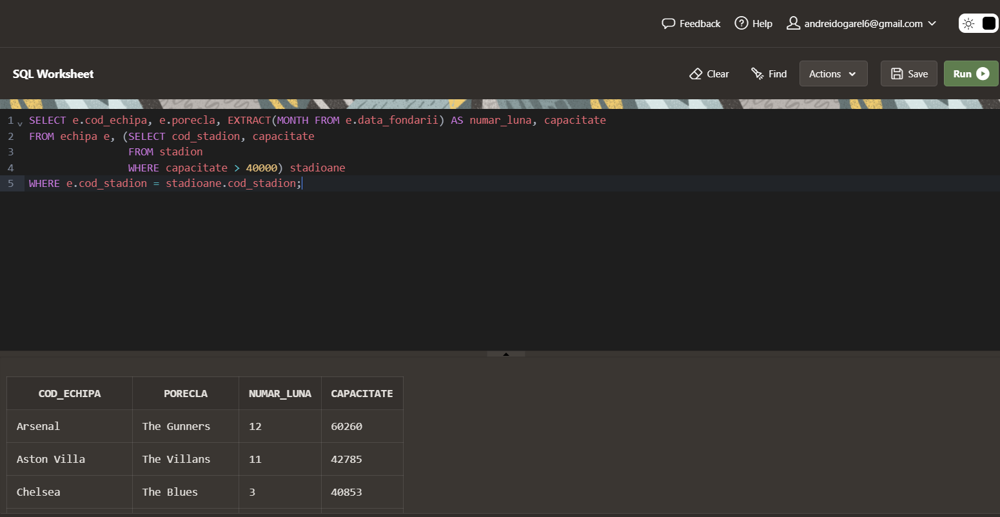 Feedback Help andreidogarel6@gmail.com
SQL Worksheet Clear Find Actions Save Run
1 SELECT e.cod_echipa, e.porecla, EXTRACT(MONTH FROM e.data_fondarii) AS numar_luna, capacitate
2 FROM echipa e, (SELECT cod_stadion, capacitate
3 FROM stadion
4 WHERE capacitate > 40000) stadioane
5 WHERE e.cod_stadion = stadioane.cod_stadion;
COD_ECHIPA PORECLA NUMAR_LUNA CAPACITATE
Arsenal The Gunners 12 60260
Aston Villa The Villans 11 42785
Chelsea The Blues 3 40853